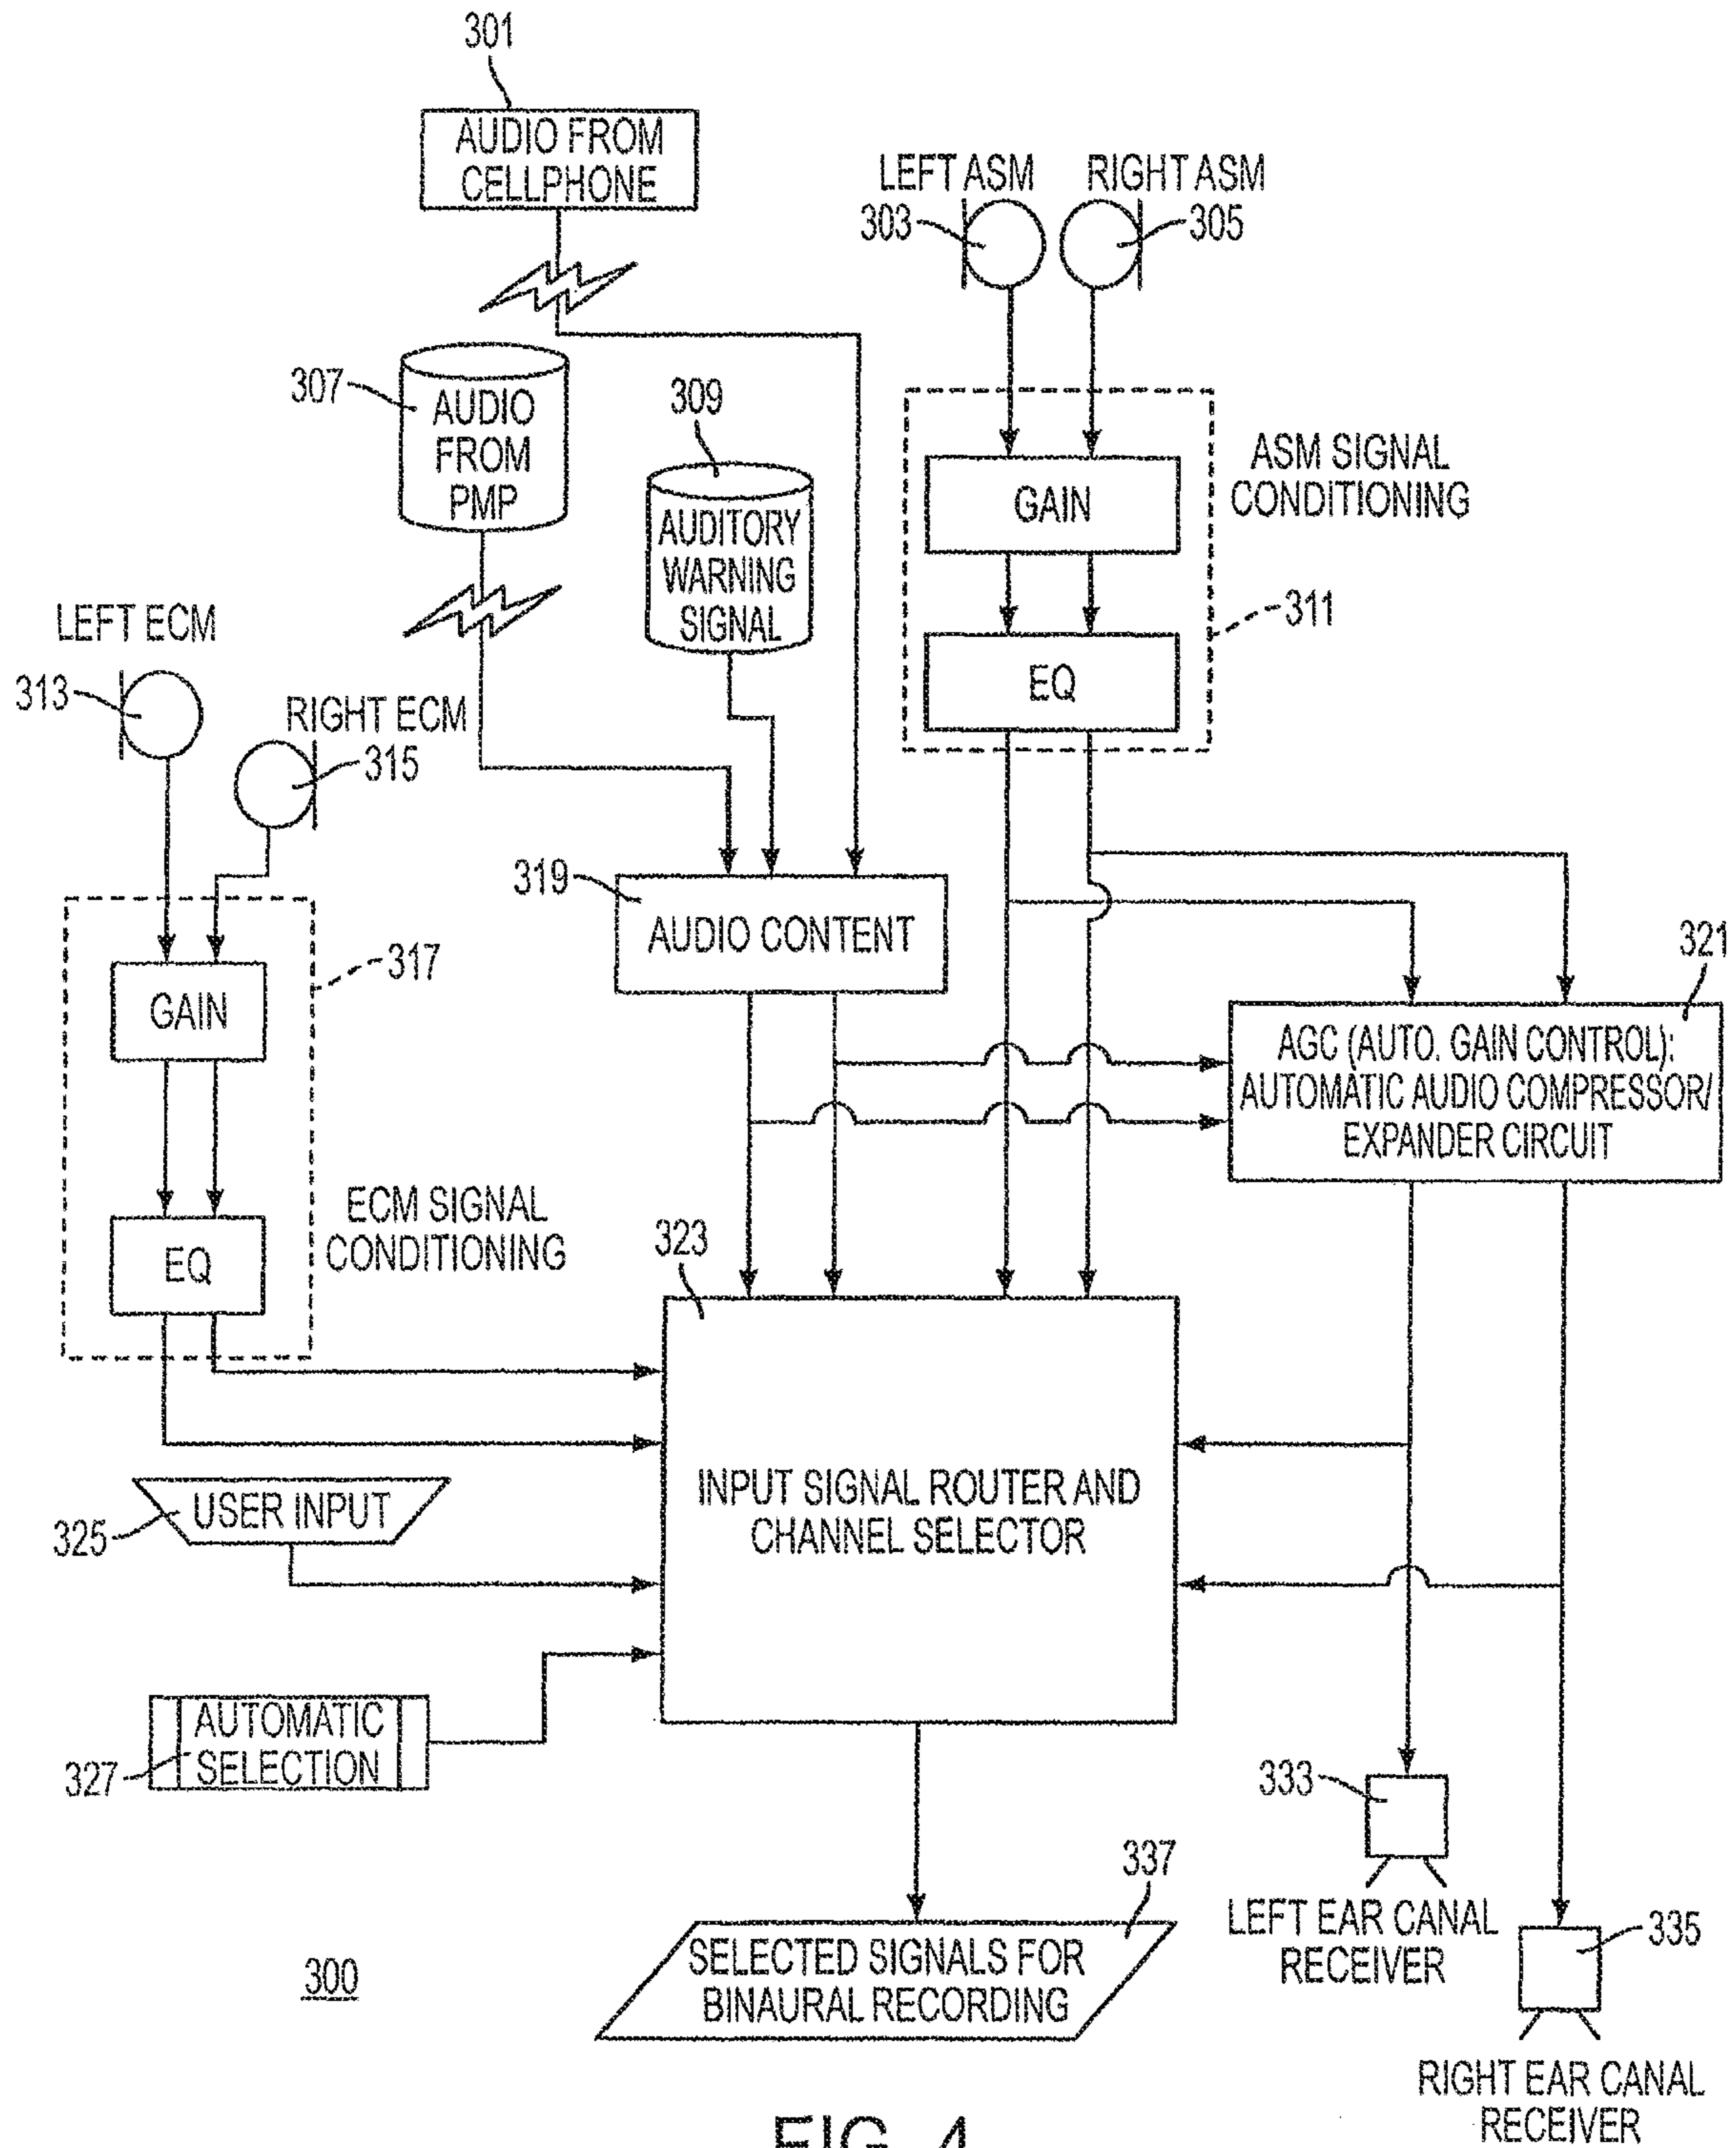 301
AUDIO FROM
CELLPHONE
LEFT ASM
303
RIGHT ASM
305
307
AUDIO
FROM
PMP
309
AUDITORY
WARNING
SIGNAL
GAIN
EQ
ASM SIGNAL
CONDITIONING
311
LEFT ECM
313
RIGHT ECM
315
317
GAIN
EQ
ECM SIGNAL
CONDITIONING
319
AUDIO CONTENT
321
AGC (AUTO. GAIN CONTROL):
AUTOMATIC AUDIO COMPRESSOR/
EXPANDER CIRCUIT
323
INPUT SIGNAL ROUTER AND
CHANNEL SELECTOR
USER INPUT
325
AUTOMATIC
SELECTION
327
333
LEFT EAR CANAL
RECEIVER
335
RIGHT EAR CANAL
RECEIVER
337
SELECTED SIGNALS FOR
BINAURAL RECORDING
300
FIG. 4